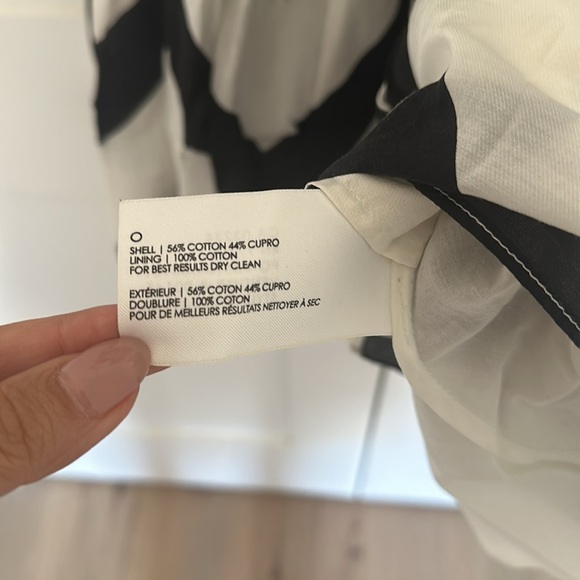 O
SHELL | 56% COTTON 44% CUPRO
LINING | 100% COTTON
FOR BEST RESULTS DRY CLEAN
EXTÉRIEUR | 56% COTON 44% CUPRO
DOUBLURE | 100% COTON
POUR DE MEILLEURS RÉSULTATS NETTOYER À SEC